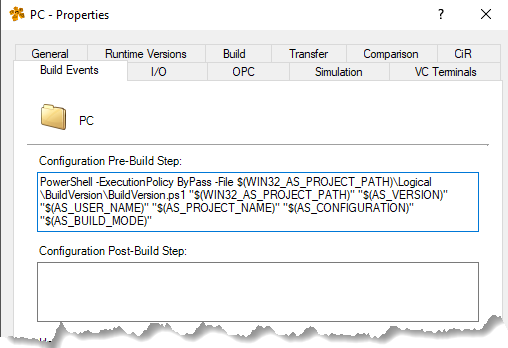 PC - Properties
?
General Runtime Versions Build Transfer Comparison CiR
Build Events I/O OPC Simulation VC Terminals
PC
Configuration Pre-Build Step:
PowerShell -ExecutionPolicy ByPass -File $(WIN32_AS_PROJECT_PATH)\Logical
\BuildVersion\BuildVersion.ps1 "$(WIN32_AS_PROJECT_PATH)" "$(AS_VERSION)"
"$(AS_USER_NAME)" "$(AS_PROJECT_NAME)" "$(AS_CONFIGURATION)"
"$(AS_BUILD_MODE)"
Configuration Post-Build Step: